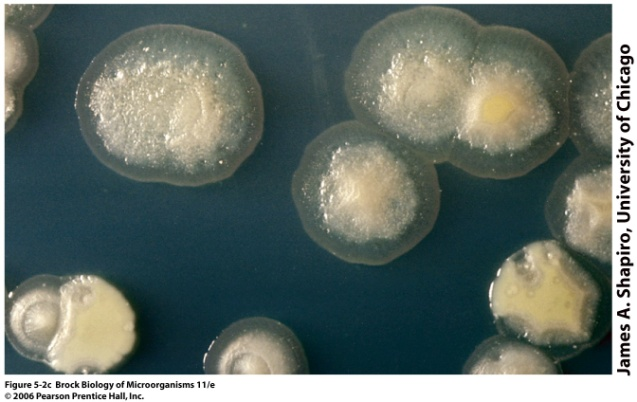 James A. Shapiro, University of Chicago
Figure 5-2c Brock Biology of Microorganisms 11/e
© 2006 Pearson Prentice Hall, Inc.